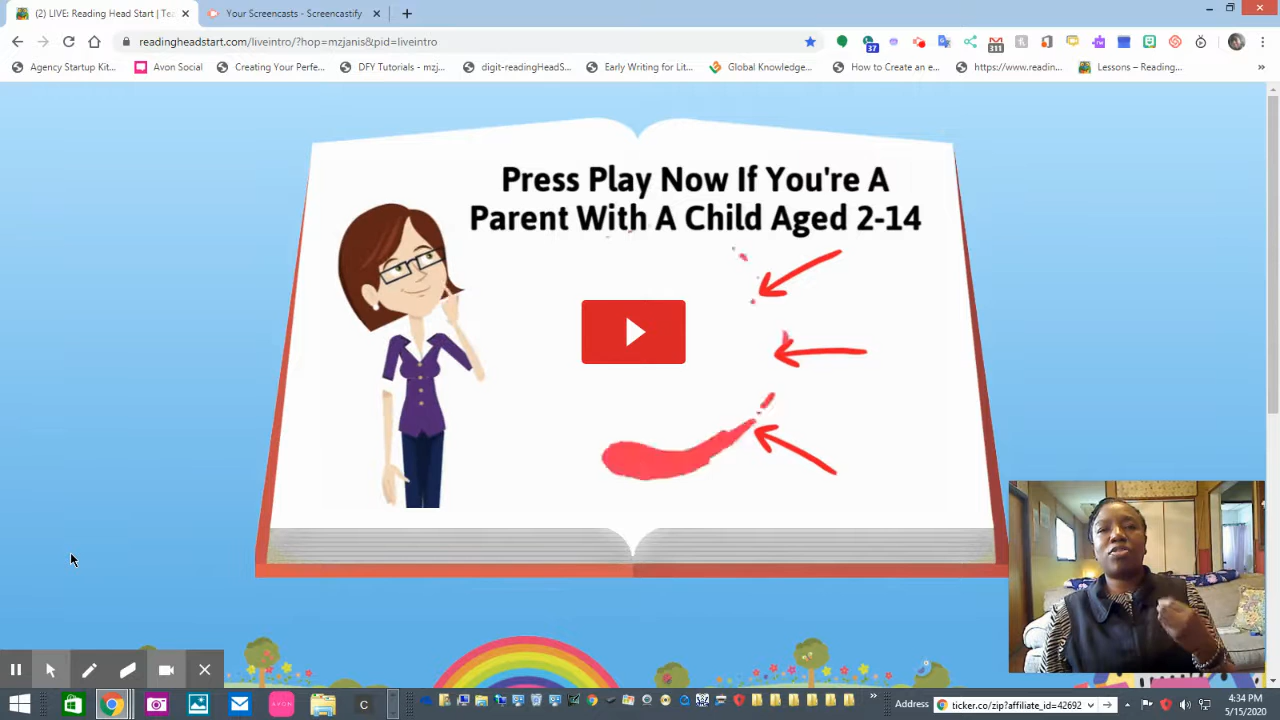 (2) LIVE: Reading Head Start | Te
Your Screencasts - Screencastify
readingheadstart.com/liveintro/?hop=mzjanis&pid=liveintro
37
311
Agency Startup Kit...
Avon Social
Creating Your Perfe...
DFY Tutorials - mzj...
digit-readingHeadS...
Early Writing for Lit...
Global Knowledge...
How to Create an e...
https://www.readin...
Lessons – Reading...
»
Press Play Now If You're A
Parent With A Child Aged 2-14
AVON
C
»
Address
ticker.co/zip?affiliate_id=42692
4:34 PM
5/15/2020